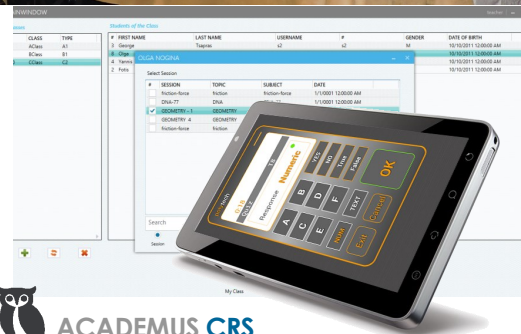 INWINDOW
teacher
Students of the Class
CLASS TYPE
AClass A1
BClass B1
CClass C2
# FIRST NAME LAST NAME USERNAME # GENDER DATE OF BIRTH
3 George Tsapras s2 s2 M 10/10/2011 12:00:00 AM
Olga 10/10/2011 12:00:00 AM
4 Yannis 10/10/2011 12:00:00 AM
2 Fotis 10/10/2011 12:00:00 AM
OLGA NOGINA
Select Session
# SESSION TOPIC SUBJECT DATE
friction-force friction friction-force 1/1/0001 12:00:00 AM
DNA-77 DNA 1/1/0001 12:00:00 AM
GEOMETRY - 1 GEOMETRY
GEOMETRY 4 GEOMETRY
friction-force friction
Search
Session
My Class
Response
Numeric
A B YES
C D NO
E F True
NUM TEXT False
Exit Cancel OK
ACADEMUS CRS